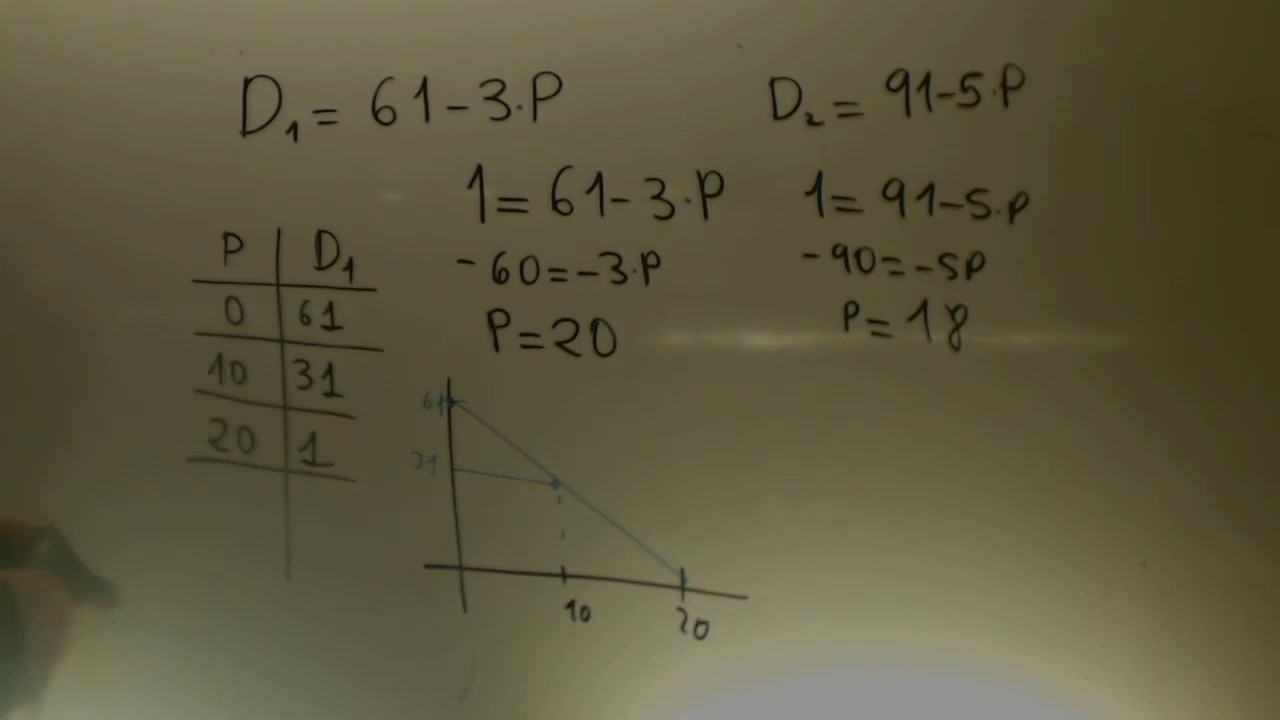 D₁ = 61-3·P
D₂ = 91-5·P
1 = 61-3·P
1 = 91-5·P
-60 = -3·P
-90 = -5P
P = 20
P = 18
P D₁
0 61
10 31
20 1
61
31
10
20